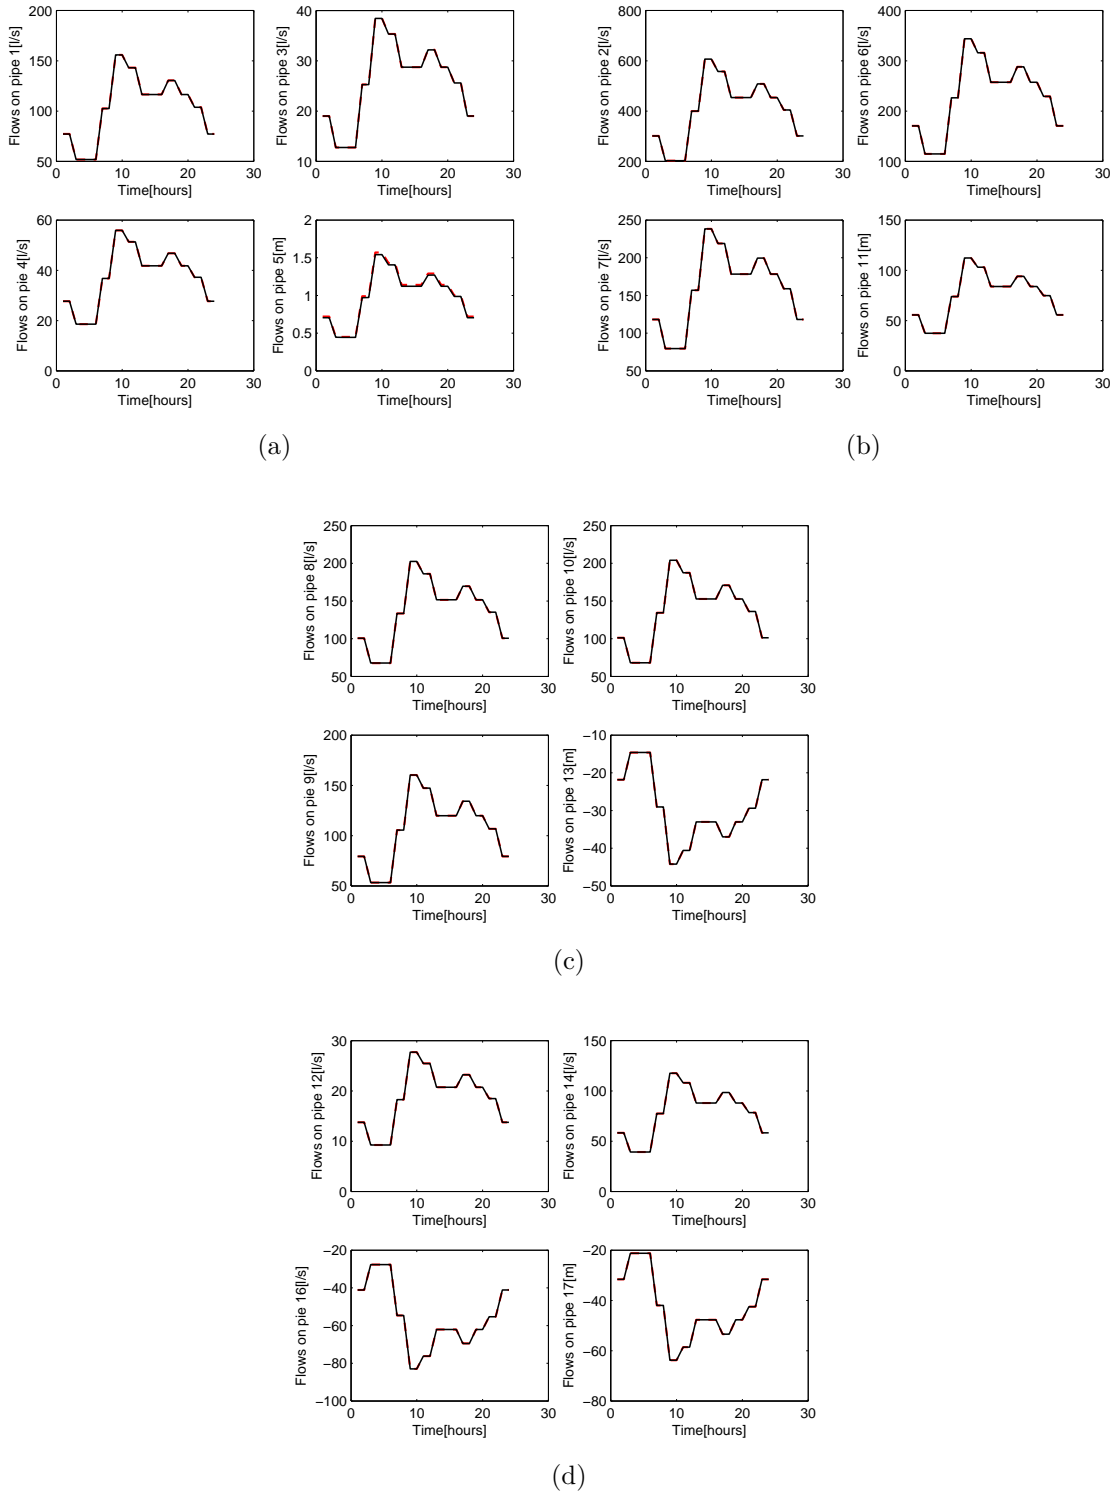 Flows on pipe 1[l/s]
200
150
100
50
0 10 20 30
Time[hours]
Flows on pipe 3[l/s]
40
30
20
10
0 10 20 30
Time[hours]
Flows on pie 4[l/s]
60
40
20
0
0 10 20 30
Time[hours]
Flows on pipe 5[m]
2
1.5
1
0.5
0
0 10 20 30
Time[hours]
(a)
Flows on pipe 2[l/s]
800
600
400
200
0 10 20 30
Time[hours]
Flows on pipe 6[l/s]
400
300
200
100
0 10 20 30
Time[hours]
Flows on pie 7[l/s]
250
200
150
100
50
0 10 20 30
Time[hours]
Flows on pipe 11[m]
150
100
50
0
0 10 20 30
Time[hours]
(b)
Flows on pipe 8[l/s]
250
200
150
100
50
0 10 20 30
Time[hours]
Flows on pipe 10[l/s]
250
200
150
100
50
0 10 20 30
Time[hours]
Flows on pie 9[l/s]
200
150
100
50
0 10 20 30
Time[hours]
Flows on pipe 13[m]
−10
−20
−30
−40
−50
0 10 20 30
Time[hours]
(c)
Flows on pipe 12[l/s]
30
20
10
0
0 10 20 30
Time[hours]
Flows on pipe 14[l/s]
150
100
50
0
0 10 20 30
Time[hours]
Flows on pie 16[l/s]
−20
−40
−60
−80
−100
0 10 20 30
Time[hours]
Flows on pipe 17[m]
−20
−40
−60
−80
0 10 20 30
Time[hours]
(d)